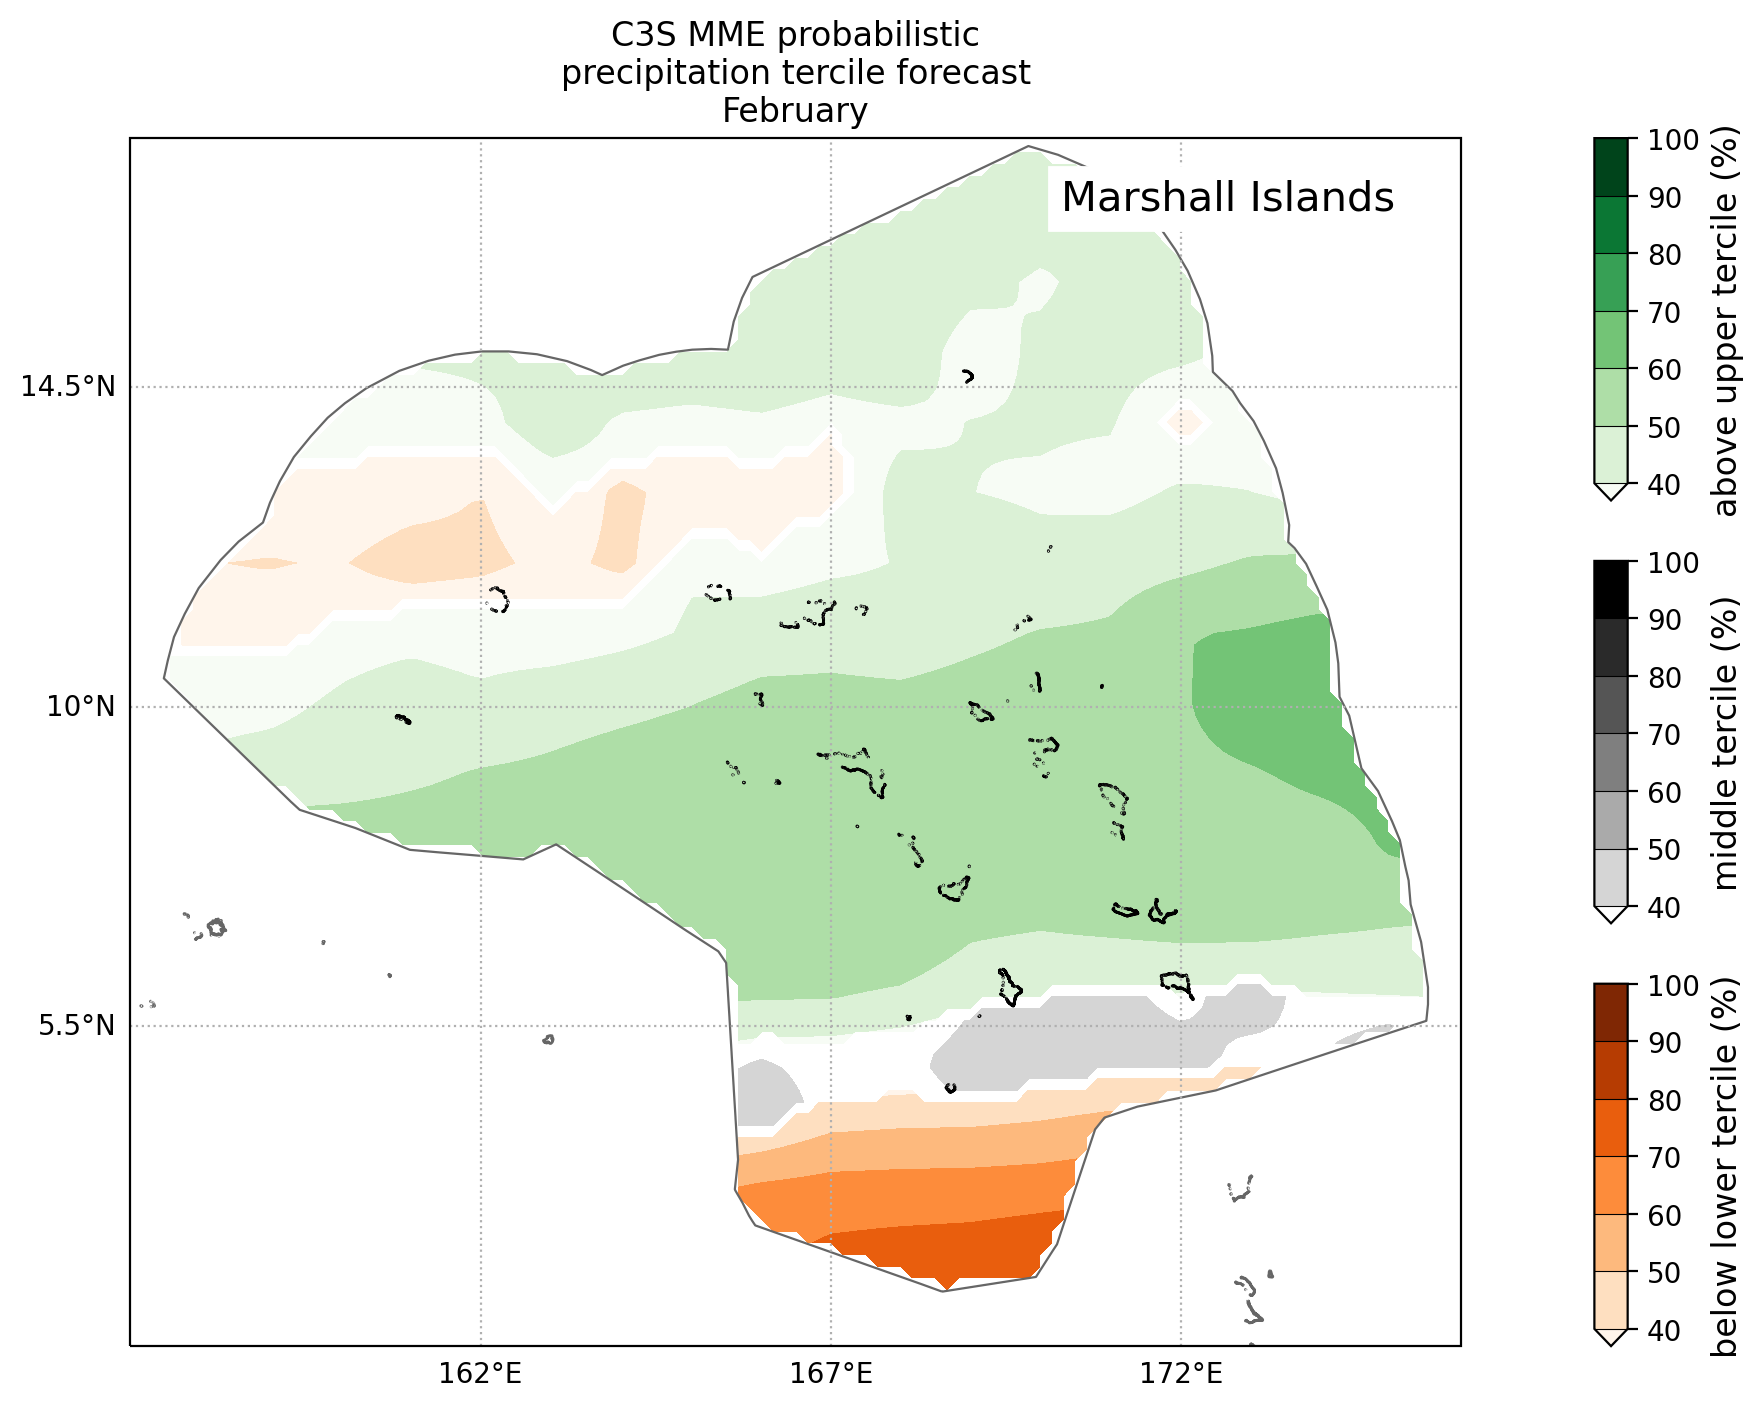 C3S MME probabilistic
precipitation tercile forecast
February
Marshall Islands
14.5°N
10°N
5.5°N
162°E
167°E
172°E
100
90
80
70
60
50
40
above upper tercile (%)
100
90
80
70
60
50
40
middle tercile (%)
100
90
80
70
60
50
40
below lower tercile (%)